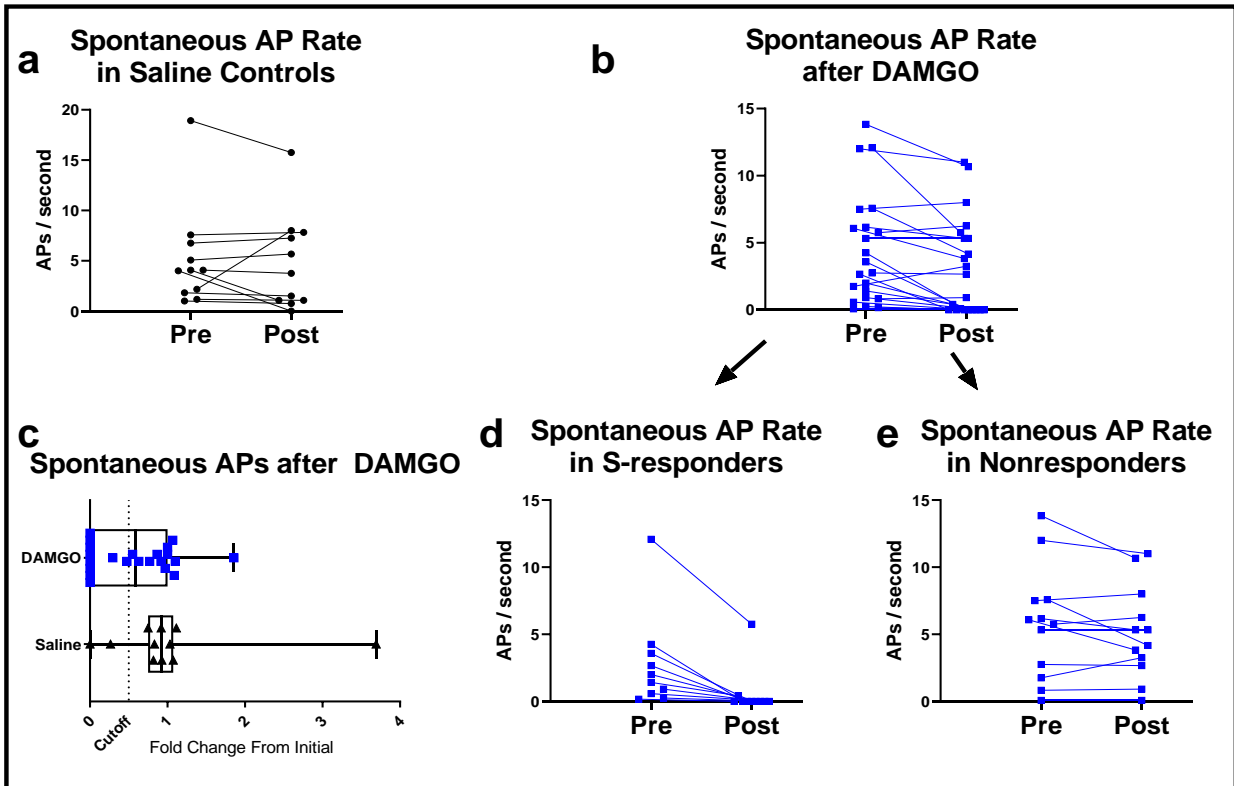 a
Spontaneous AP Rate
in Saline Controls
20
15
10
5
0
APs / second
Pre
Post
b
Spontaneous AP Rate
after DAMGO
15
10
5
0
APs / second
Pre
Post
c
Spontaneous APs after DAMGO
DAMGO
Saline
0
Cutoff
1
2
3
4
Fold Change From Initial
d
Spontaneous AP Rate
in S-responders
15
10
5
0
APs / second
Pre
Post
e
Spontaneous AP Rate
in Nonresponders
15
10
5
0
APs / second
Pre
Post